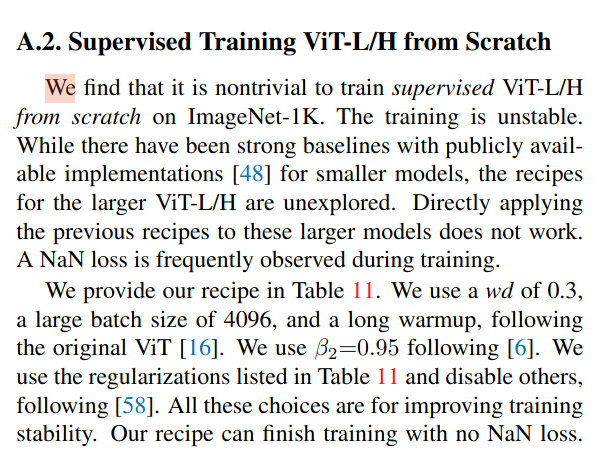 A.2. Supervised Training ViT-L/H from Scratch
We find that it is nontrivial to train supervised ViT-L/H
from scratch on ImageNet-1K. The training is unstable.
While there have been strong baselines with publicly avail-
able implementations [48] for smaller models, the recipes
for the larger ViT-L/H are unexplored. Directly applying
the previous recipes to these larger models does not work.
A NaN loss is frequently observed during training.
We provide our recipe in Table 11. We use a wd of 0.3,
a large batch size of 4096, and a long warmup, following
the original ViT [16]. We use β₂=0.95 following [6]. We
use the regularizations listed in Table 11 and disable others,
following [58]. All these choices are for improving training
stability. Our recipe can finish training with no NaN loss.